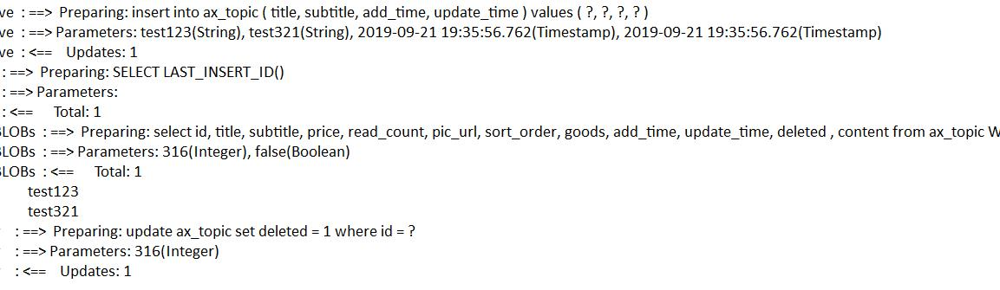 ve : ==> Preparing: insert into ax_topic ( title, subtitle, add_time, update_time ) values ( ?, ?, ?, ? )
ve : ==> Parameters: test123(String), test321(String), 2019-09-21 19:35:56.762(Timestamp), 2019-09-21 19:35:56.762(Timestamp)
ve : <== Updates: 1
: ==> Preparing: SELECT LAST_INSERT_ID()
: ==> Parameters:
: <== Total: 1
BLOBs : ==> Preparing: select id, title, subtitle, price, read_count, pic_url, sort_order, goods, add_time, update_time, deleted , content from ax_topic W
BLOBs : ==> Parameters: 316(Integer), false(Boolean)
BLOBs : <== Total: 1
test123
test321
: ==> Preparing: update ax_topic set deleted = 1 where id = ?
: ==> Parameters: 316(Integer)
: <== Updates: 1